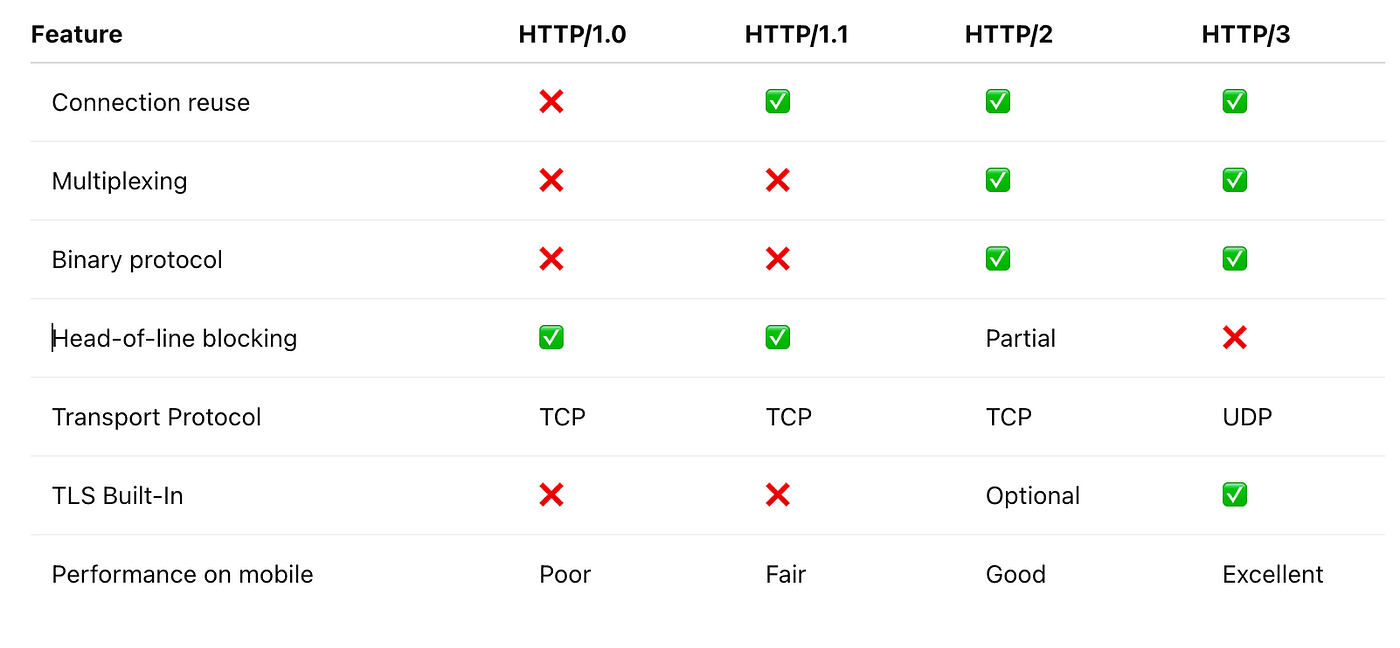 Feature HTTP/1.0 HTTP/1.1 HTTP/2 HTTP/3
Connection reuse ❌ ✅ ✅ ✅
Multiplexing ❌ ❌ ✅ ✅
Binary protocol ❌ ❌ ✅ ✅
Head-of-line blocking ✅ ✅ Partial ❌
Transport Protocol TCP TCP TCP UDP
TLS Built-In ❌ ❌ Optional ✅
Performance on mobile Poor Fair Good Excellent